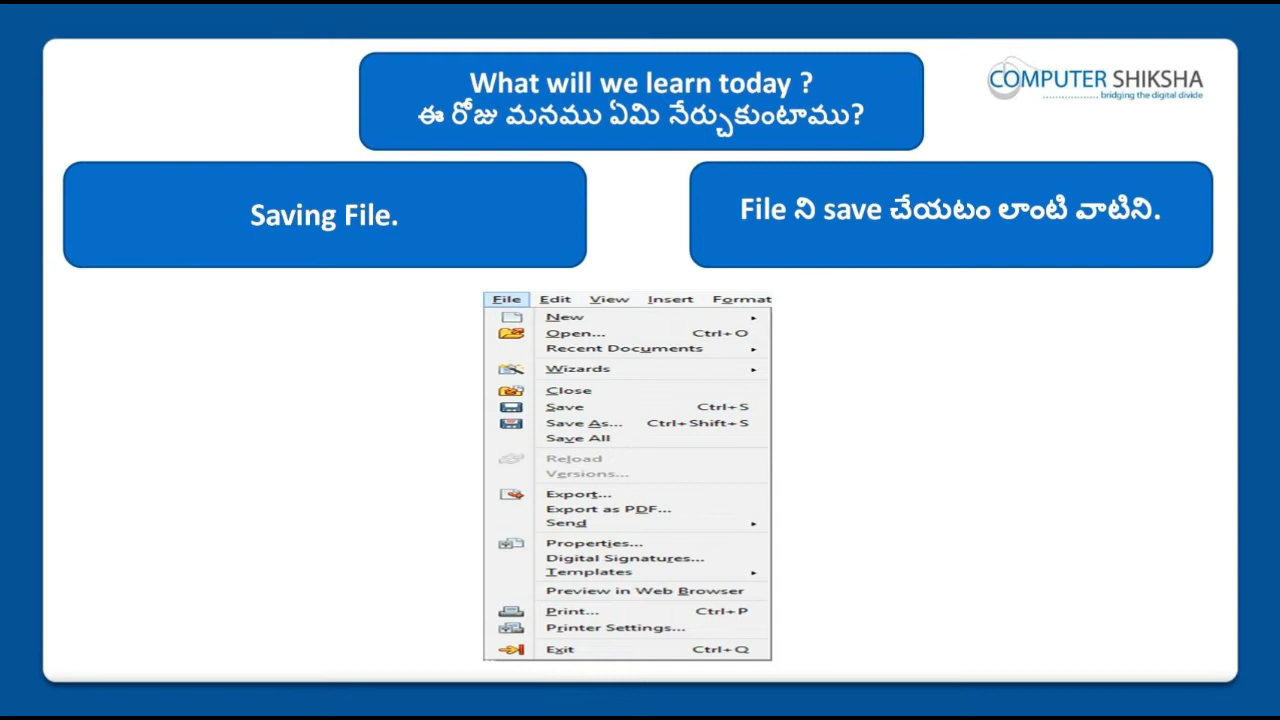 What will we learn today ?
ఈ రోజు మనము ఏమి నేర్చుకుంటాము?
COMPUTER SHIKSHA
bridging the digital divide
Saving File.
File ని save చేయటం లాంటి వాటిని.
File Edit View Insert Format
New
Open... Ctrl+O
Recent Documents
Wizards
Close
Save Ctrl+S
Save As... Ctrl+Shift+S
Save All
Reload
Versions...
Export...
Export as PDF...
Send
Properties...
Digital Signatures...
Templates
Preview in Web Browser
Print... Ctrl+P
Printer Settings...
Exit Ctrl+Q